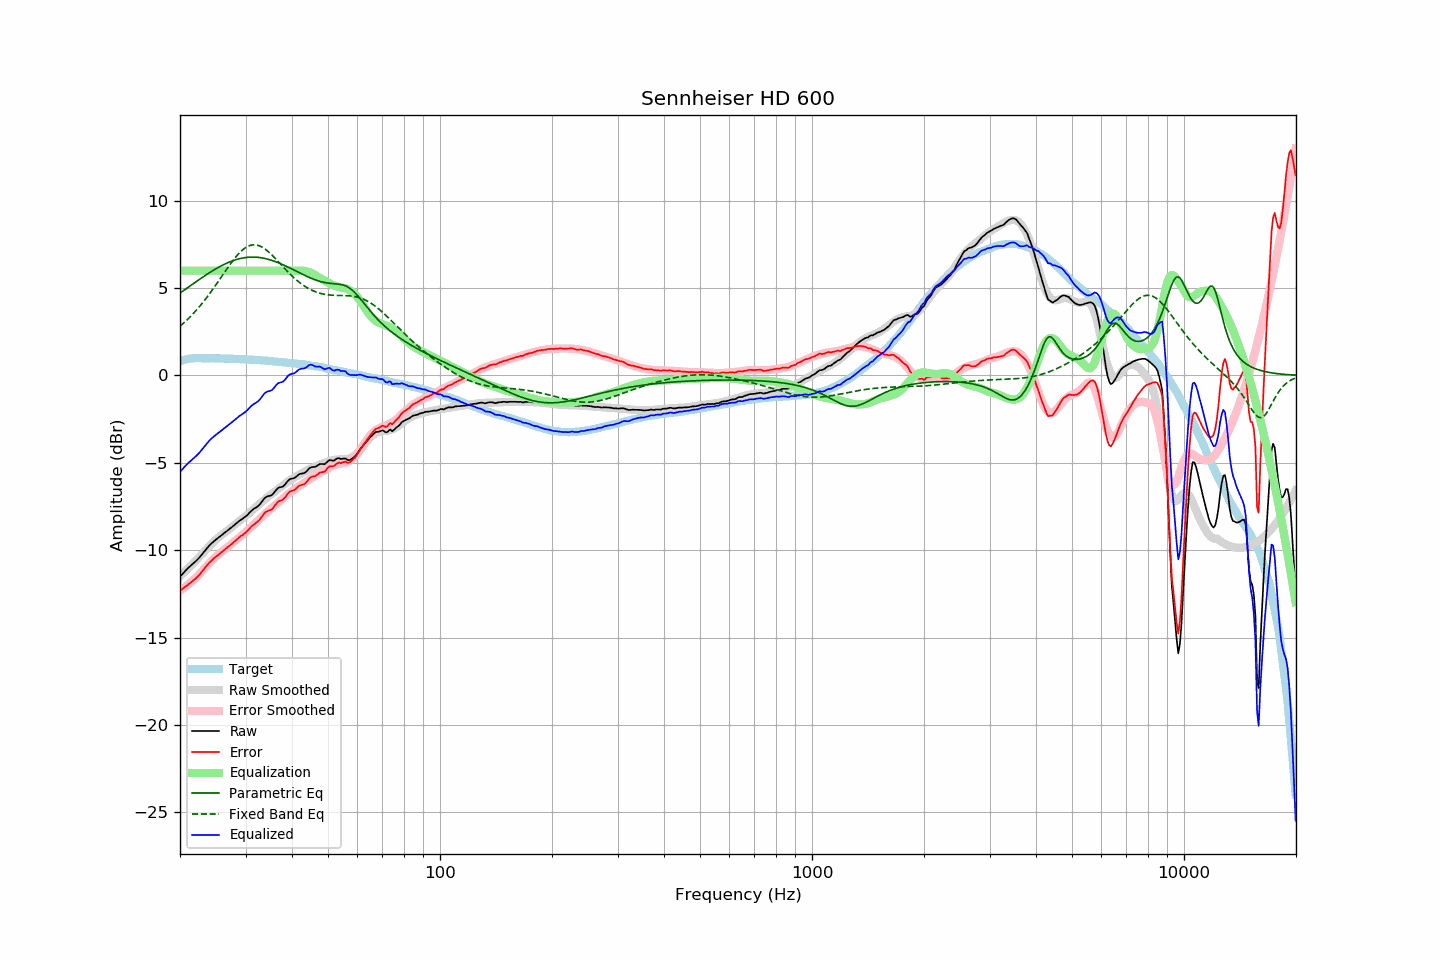 Sennheiser HD 600
Amplitude (dBr)
10
5
0
−5
−10
−15
−20
−25
Target
Raw Smoothed
Error Smoothed
Raw
Error
Equalization
Parametric Eq
Fixed Band Eq
Equalized
100
1000
10000
Frequency (Hz)